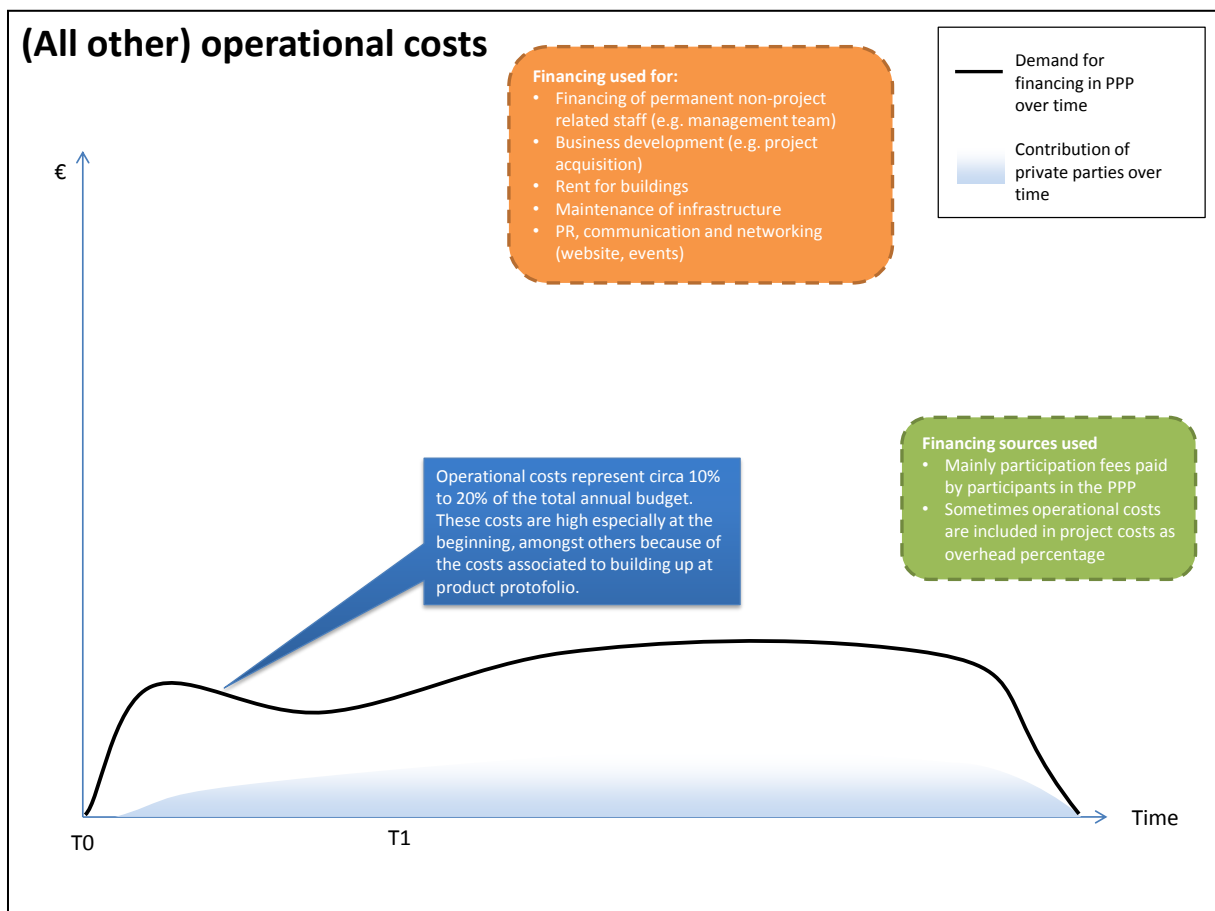 (All other) operational costs
Financing used for:
• Financing of permanent non-project
related staff (e.g. management team)
• Business development (e.g. project
acquisition)
• Rent for buildings
• Maintenance of infrastructure
• PR, communication and networking
(website, events)
Demand for
financing in PPP
over time
Contribution of
private parties over
time
€
Financing sources used
• Mainly participation fees paid
by participants in the PPP
• Sometimes operational costs
are included in project costs as
overhead percentage
Operational costs represent circa 10%
to 20% of the total annual budget.
These costs are high especially at the
beginning, amongst others because of
the costs associated to building up at
product protofolio.
Time
T0
T1